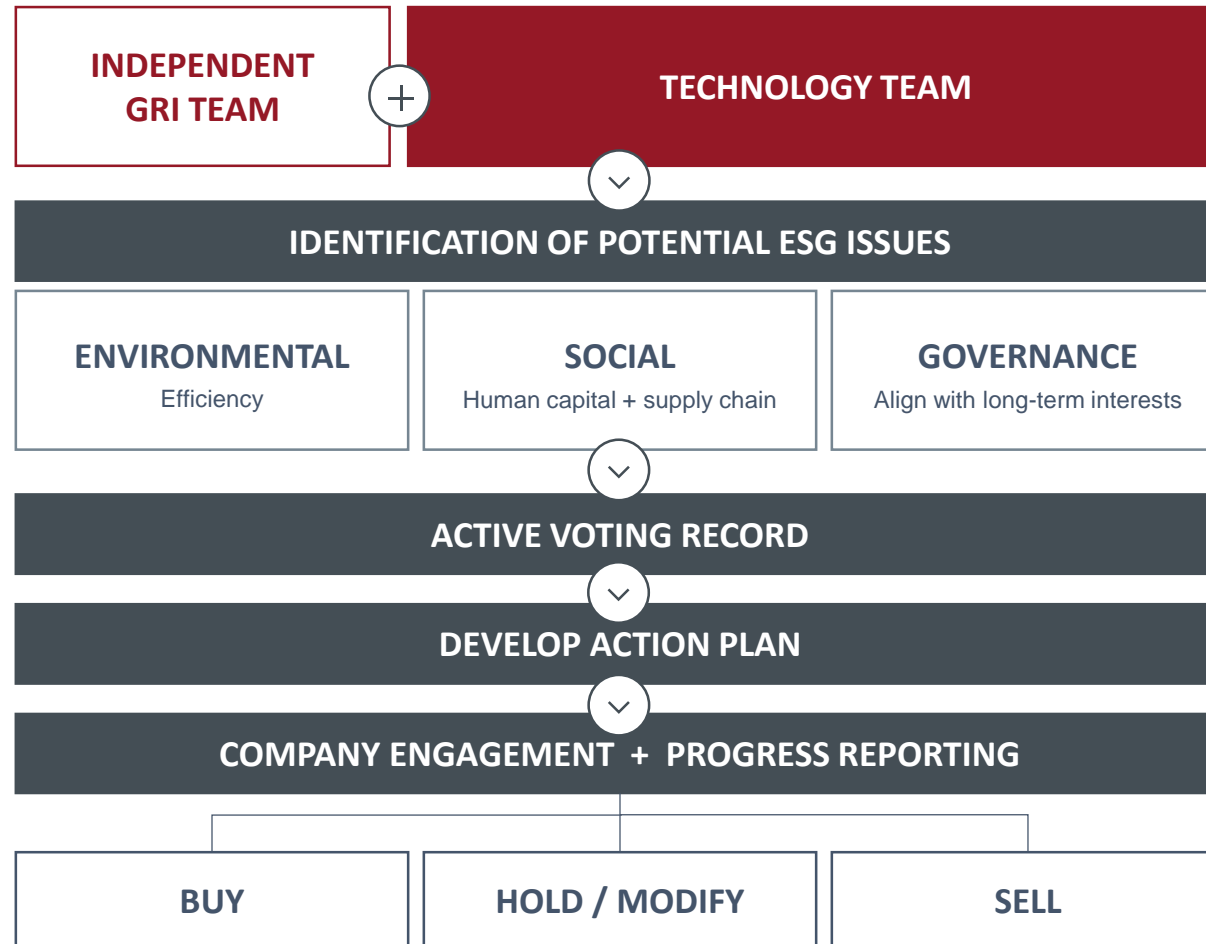 INDEPENDENT
GRI TEAM
+
TECHNOLOGY TEAM
IDENTIFICATION OF POTENTIAL ESG ISSUES
ENVIRONMENTAL
Efficiency
SOCIAL
Human capital + supply chain
GOVERNANCE
Align with long-term interests
ACTIVE VOTING RECORD
DEVELOP ACTION PLAN
COMPANY ENGAGEMENT + PROGRESS REPORTING
BUY
HOLD / MODIFY
SELL